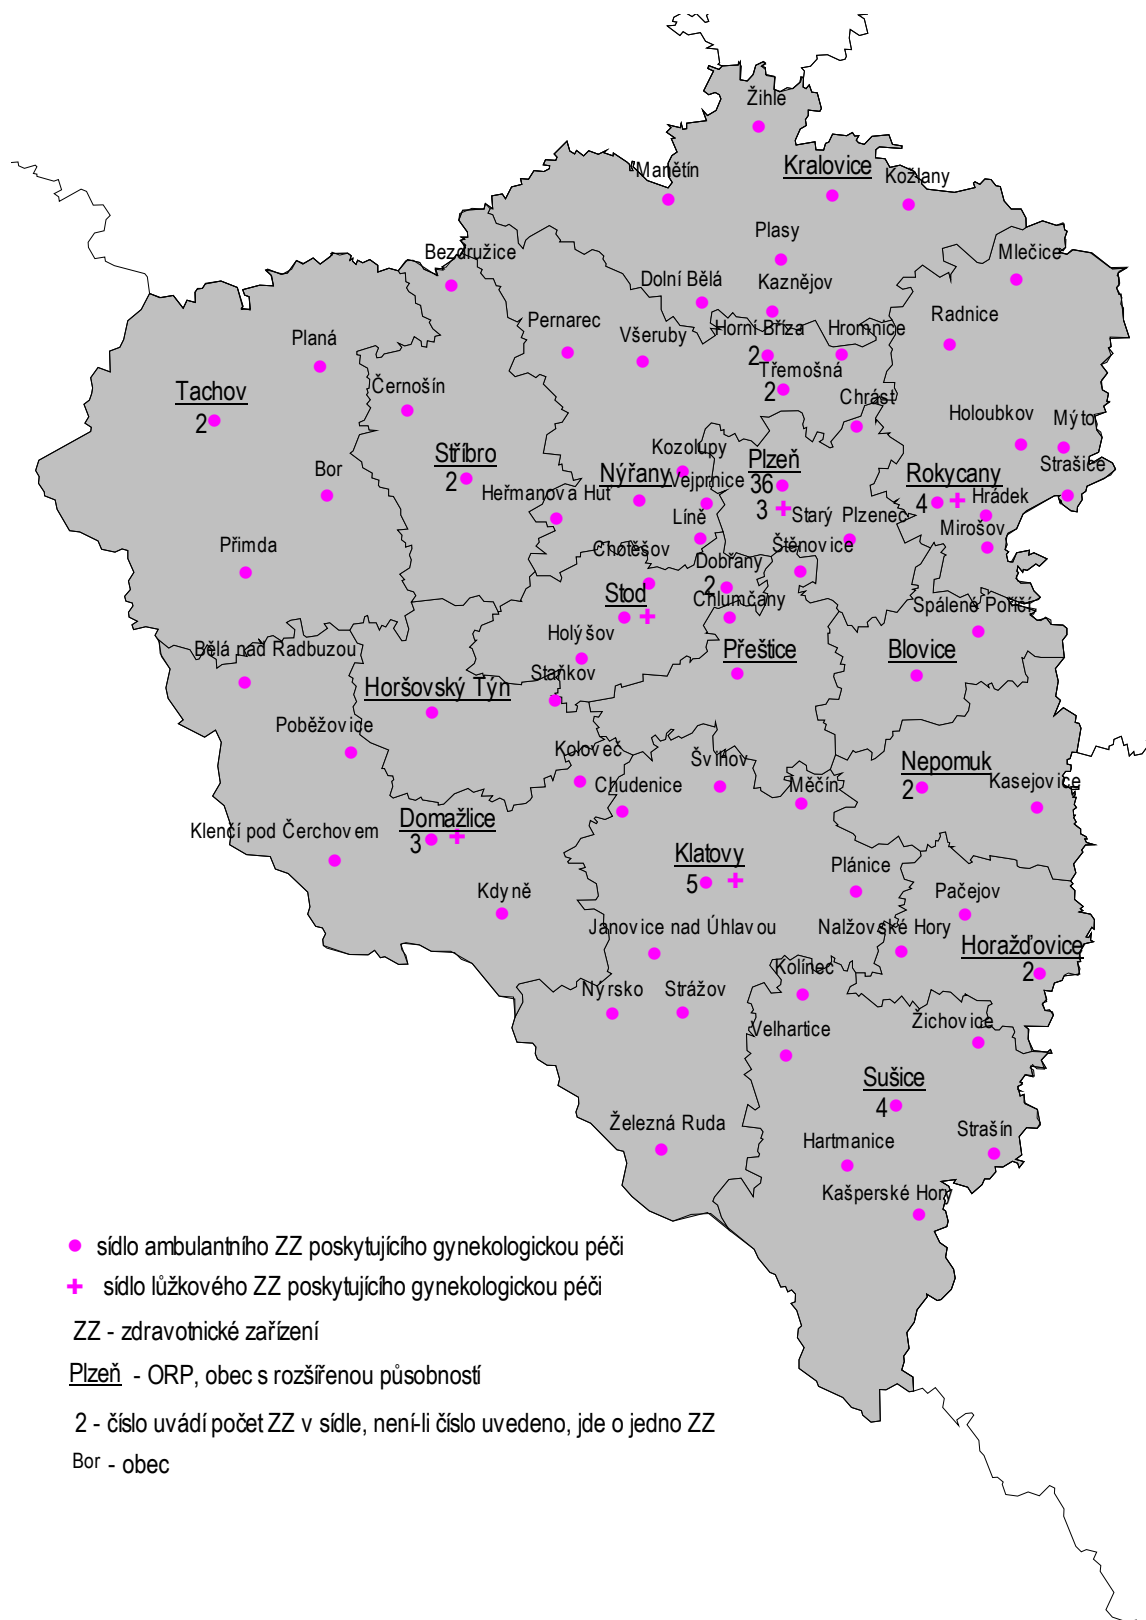 Žihle
Manětín
Kralovice
Kožlany
Plasy
Mlečice
Bezdružice
Dolní Bělá
Kaznějov
Pernarec
Všeruby
Horní Bříza
2
Hromnice
Radnice
Planá
Třemošná
2
Tachov
2
Černošín
Chrást
Holoubkov
Mýto
Stříbro
2
Kozolupy
Plzeň
36
3
Strašice
Bor
Nýřany
Vejprnice
Rokycany
4
Hrádek
Heřmanova Huť
Líně
Starý Plzenec
Mirošov
Přimda
Chotěšov
Dobřany
2
Štěnovice
Stod
Chlumčany
Spálené Poříčí
Holýšov
Bělá nad Radbuzou
Přeštice
Blovice
Staňkov
Horšovský Týn
Poběžovice
Koloveč
Švihov
Nepomuk
2
Chudenice
Měčín
Kasejovice
Klenčí pod Čerchovem
Domažlice
3
Klatovy
5
Plánice
Pačejov
Kdyně
Janovice nad Úhlavou
Nalžovské Hory
Horažďovice
2
Kolínec
Nýrsko
Strážov
Velhartice
Žichovice
Sušice
4
Železná Ruda
Hartmanice
Strašín
Kašperské Hory
sídlo ambulantního ZZ poskytujícího gynekologickou péči
sídlo lůžkového ZZ poskytujícího gynekologickou péči
ZZ - zdravotnické zařízení
Plzeň - ORP, obec s rozšířenou působností
2 - číslo uvádí počet ZZ v sídle, není-li číslo uvedeno, jde o jedno ZZ
Bor - obec